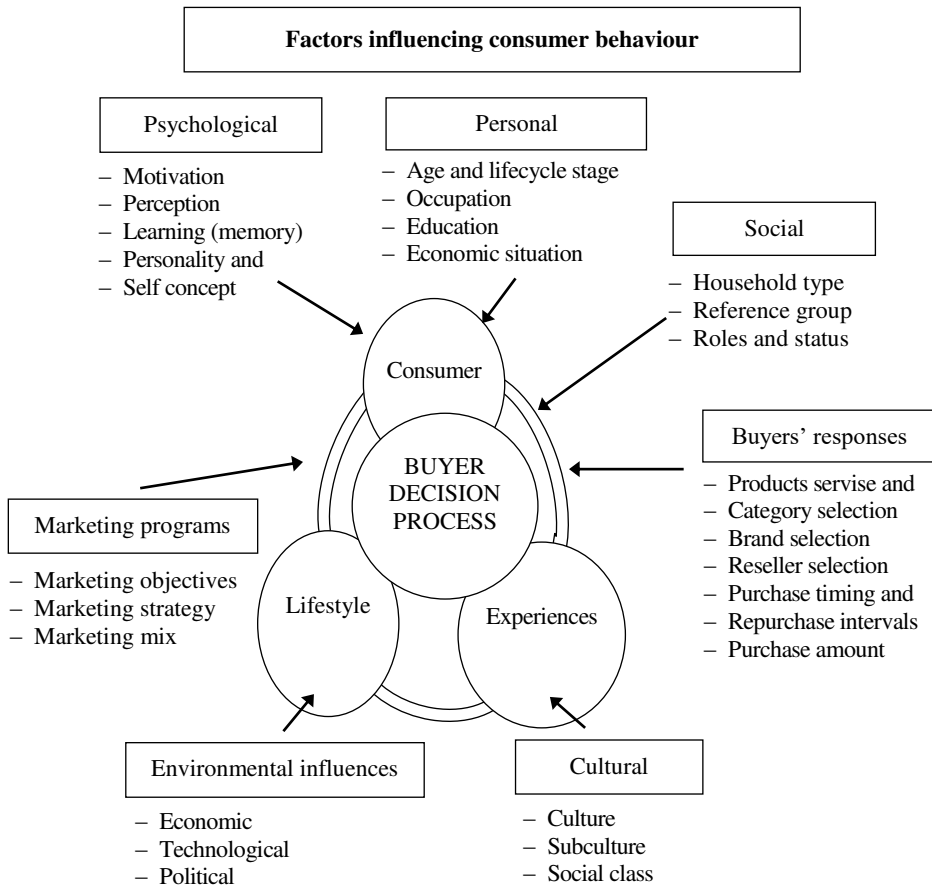 Factors influencing consumer behaviour
Psychological
– Motivation
– Perception
– Learning (memory)
– Personality and
– Self concept
Personal
– Age and lifecycle stage
– Occupation
– Education
– Economic situation
Social
– Household type
– Reference group
– Roles and status
Consumer
BUYER
DECISION
PROCESS
Lifestyle
Experiences
Buyers’ responses
– Products servise and
– Category selection
– Brand selection
– Reseller selection
– Purchase timing and
– Repurchase intervals
– Purchase amount
Marketing programs
– Marketing objectives
– Marketing strategy
– Marketing mix
Environmental influences
– Economic
– Technological
– Political
Cultural
– Culture
– Subculture
– Social class